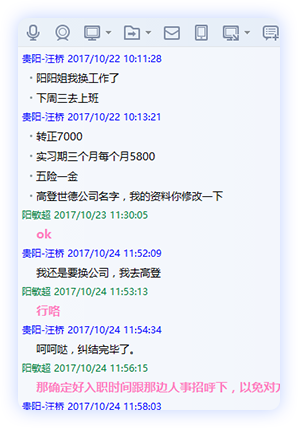 贵阳-汪桥 2017/10/22 10:11:28
• 阳阳姐我换工作了
• 下周三去上班
贵阳-汪桥 2017/10/22 10:13:21
• 转正7000
• 实习期三个月每个月5800
• 五险一金
• 高登世德公司名字，我的资料你修改一下
阳敏超 2017/10/23 11:30:05
ok
贵阳-汪桥 2017/10/24 11:52:09
我还是要换公司，我去高登
阳敏超 2017/10/24 11:53:13
行咯
贵阳-汪桥 2017/10/24 11:54:34
呵呵哒，纠结完毕了。
阳敏超 2017/10/24 11:56:15
那确定好入职时间跟那边人事招呼下，以免对方
贵阳-汪桥 2017/10/24 11:58:03